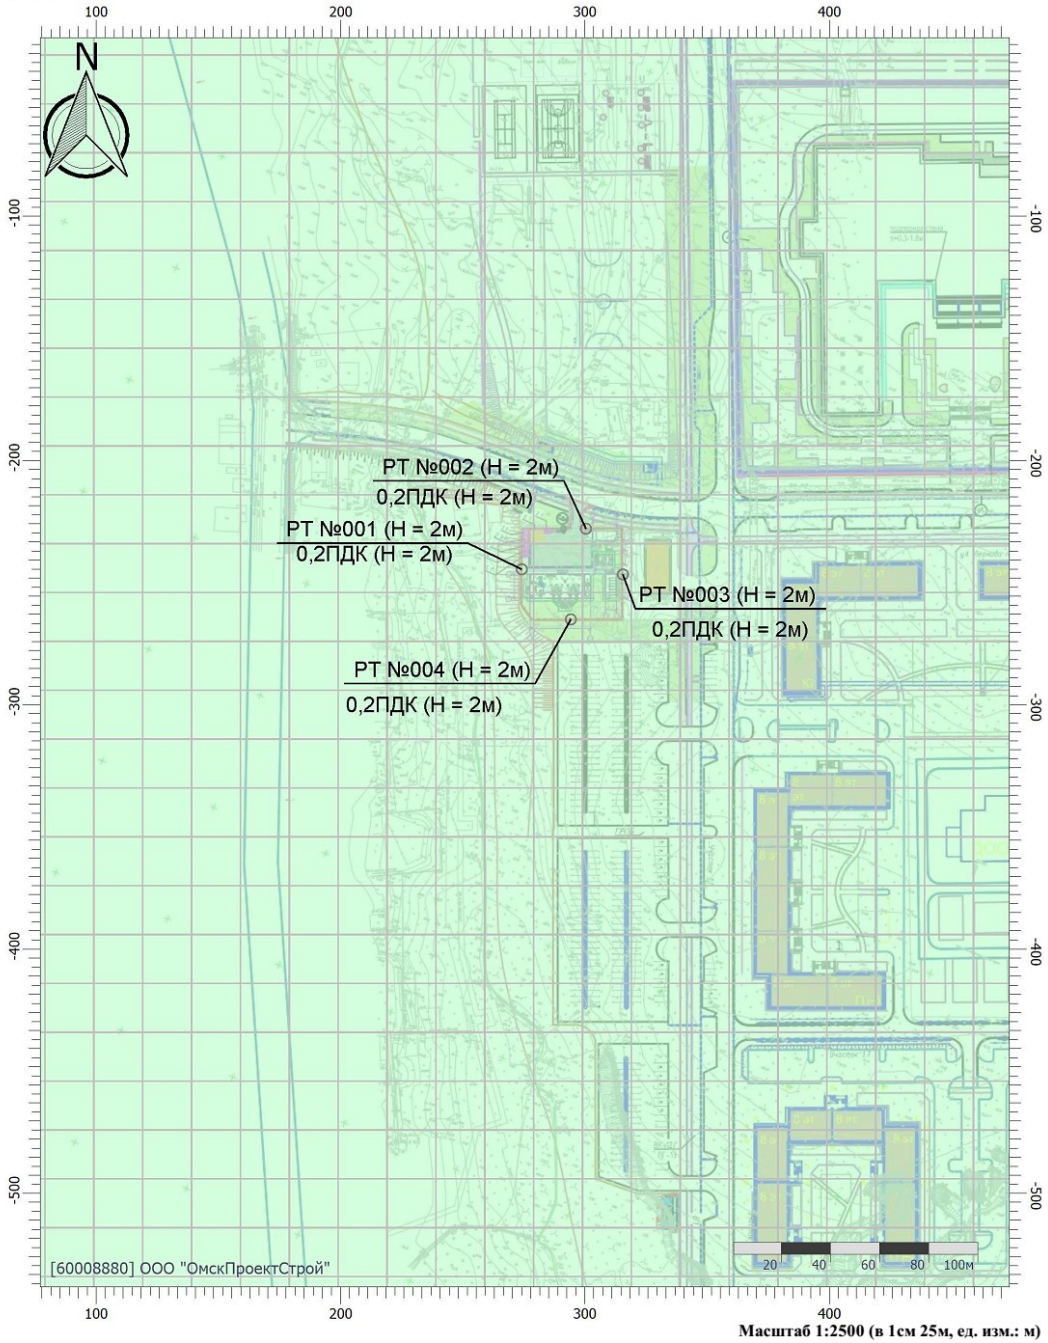 100 200 300 400
N
-100 -100
-200 -200
РТ №002 (H = 2м)
0,2ПДК (H = 2м)
РТ №001 (H = 2м)
0,2ПДК (H = 2м)
РТ №003 (H = 2м)
0,2ПДК (H = 2м)
РТ №004 (H = 2м)
0,2ПДК (H = 2м)
-300 -300
-400 -400
-500 -500
20 40 60 80 100м
[60008880] ООО "ОмскПроектСтрой"
100 200 300 400
Масштаб 1:2500 (в 1см 25м, ед. изм.: м)